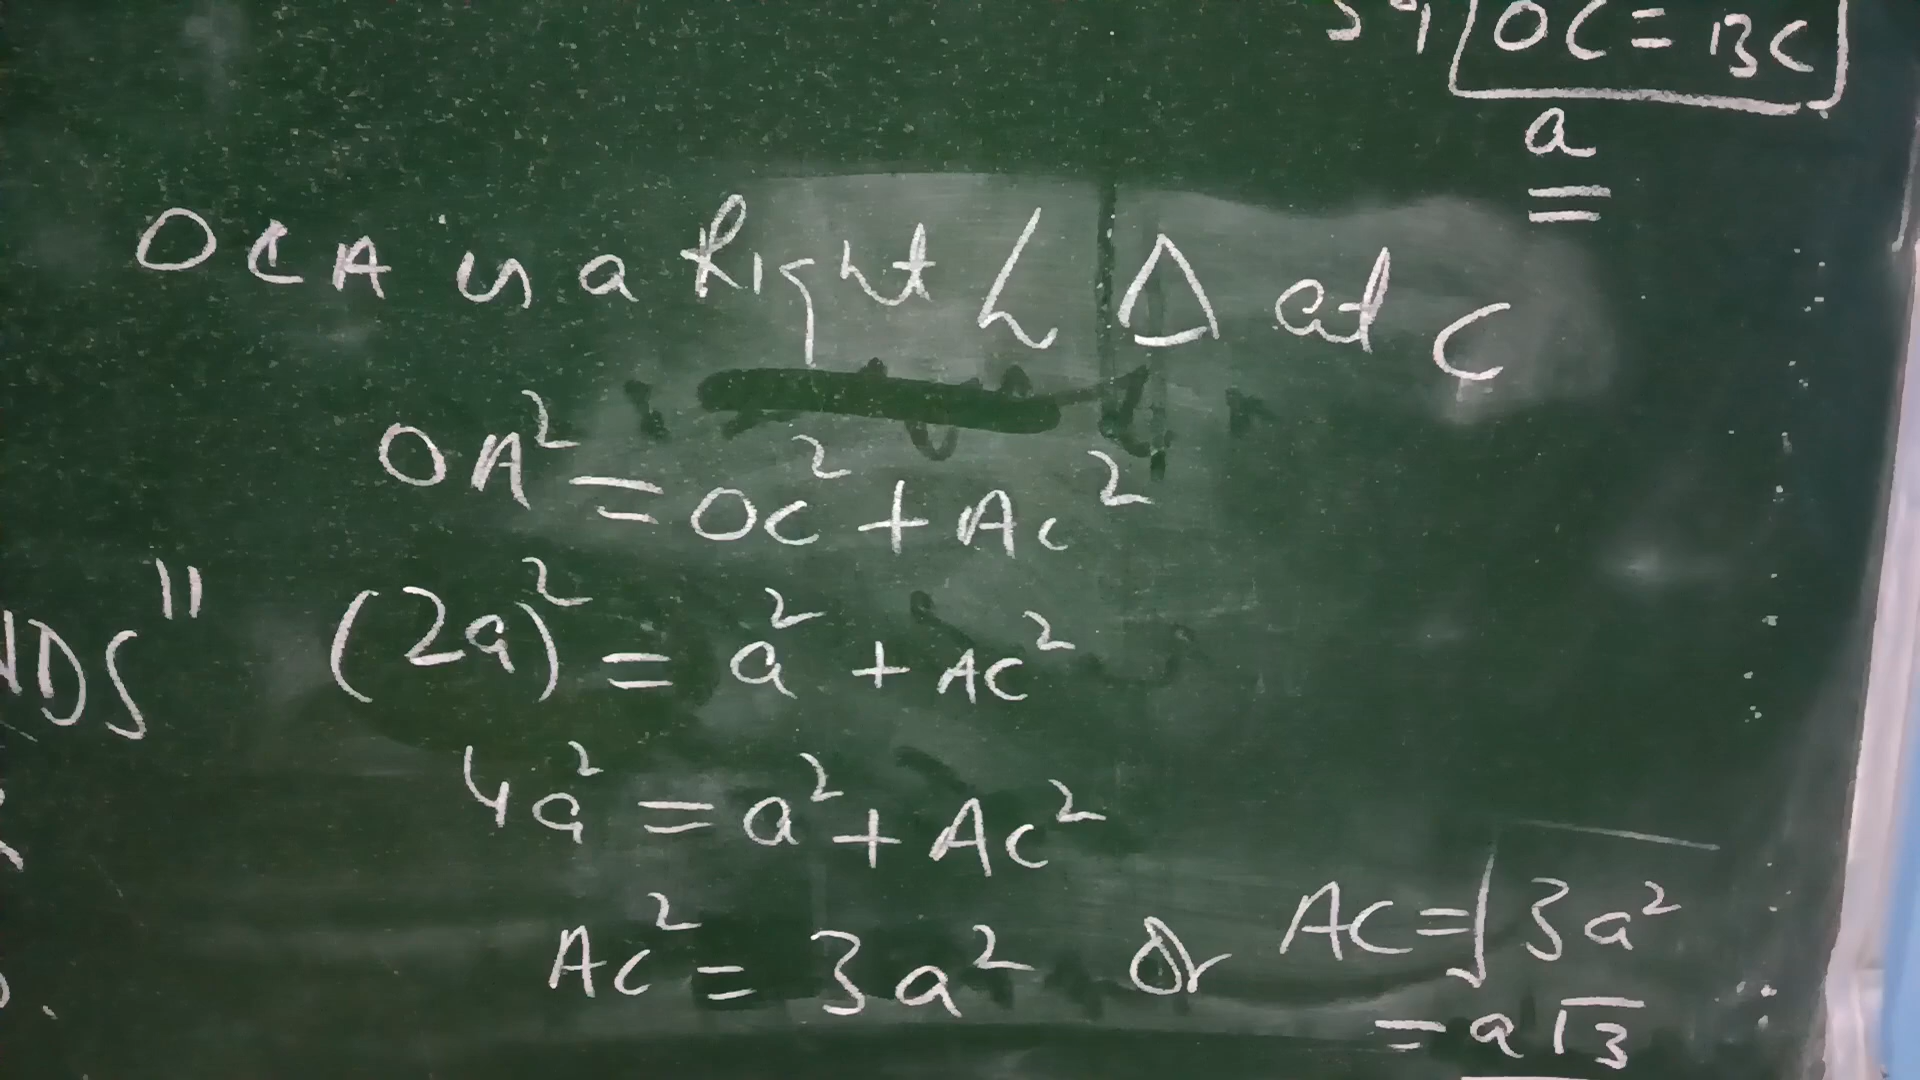 OC = BC
a
OCA is a Right ∠ Δ at C
OA² = OC² + AC²
(2a)² = a² + AC²
4a² = a² + AC²
AC² = 3a² or AC = √3a²
= a√3